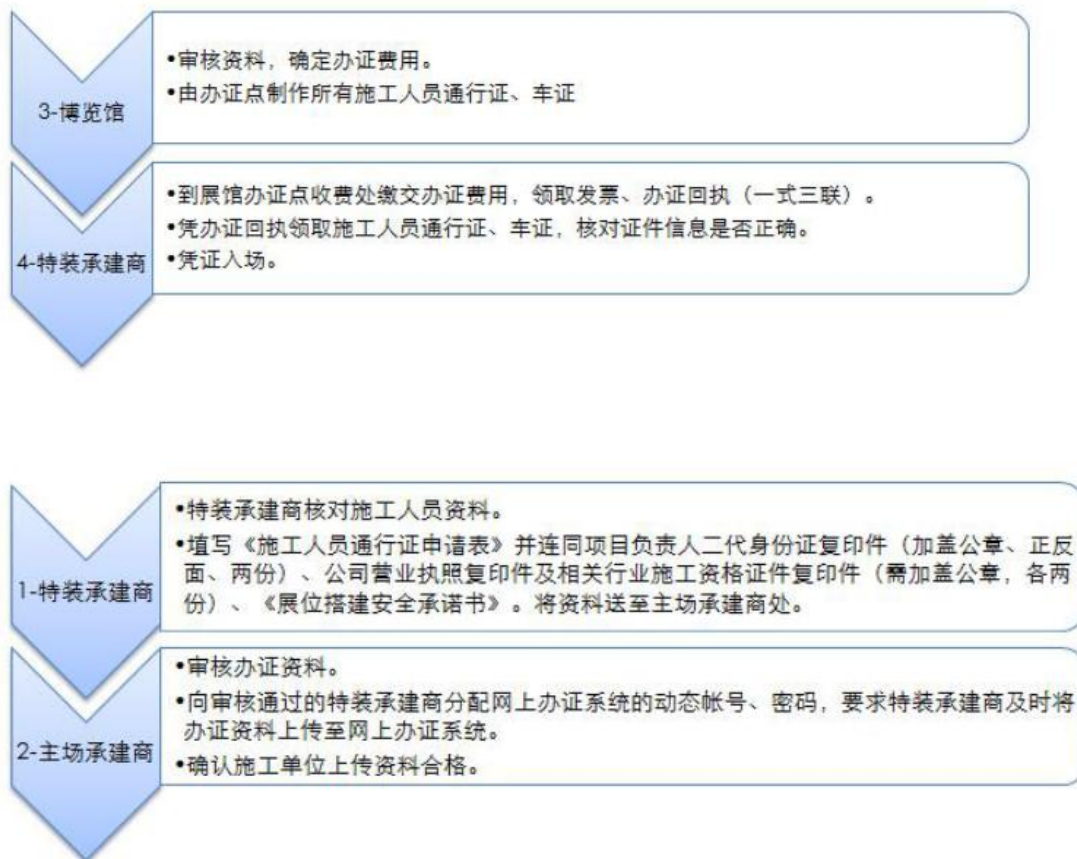 •审核资料，确定办证费用。
•由办证点制作所有施工人员通行证、车证
3-博览馆
•到展馆办证点收费处缴交办证费用，领取发票、办证回执（一式三联）。
•凭办证回执领取施工人员通行证、车证，核对证件信息是否正确。
4-特装承建商
•凭证入场。
•特装承建商核对施工人员资料。
•填写《施工人员通行证申请表》并连同项目负责人二代身份证复印件（加盖公章、正反
面、两份）、公司营业执照复印件及相关行业施工资格证件复印件（需加盖公章，各两
1-特装承建商
份）、《展位搭建安全承诺书》。将资料送至主场承建商处。
•审核办证资料。
•向审核通过的特装承建商分配网上办证系统的动态帐号、密码，要求特装承建商及时将
办证资料上传至网上办证系统。
2-主场承建商
•确认施工单位上传资料合格。